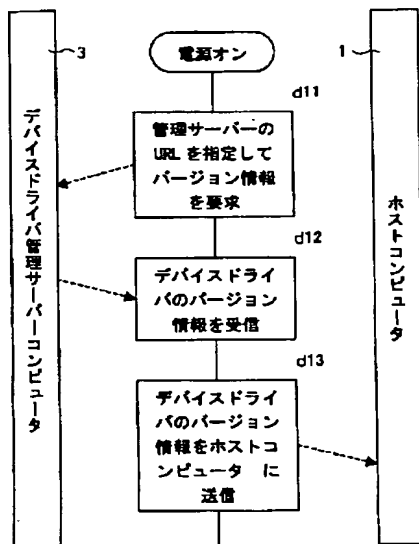 3
電源オン
1
d11
管理サーバーの
URLを指定して
バージョン情報
を要求
d12
デバイスドライ
バのバージョン
情報を受信
d13
デバイスドライ
バのバージョン
情報をホストコ
ンピュータ に
送信
デバイスドライバ管理サーバーコンピュータ
ホストコンピュータ